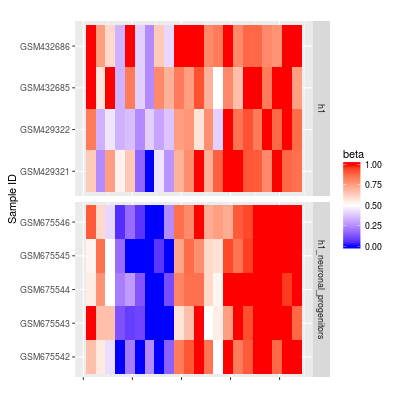 Sample ID
GSM432686
GSM432685
GSM429322
GSM429321
h1
GSM675546
GSM675545
GSM675544
GSM675543
GSM675542
h1_neuronal_progenitors
beta
1.00
0.75
0.50
0.25
0.00